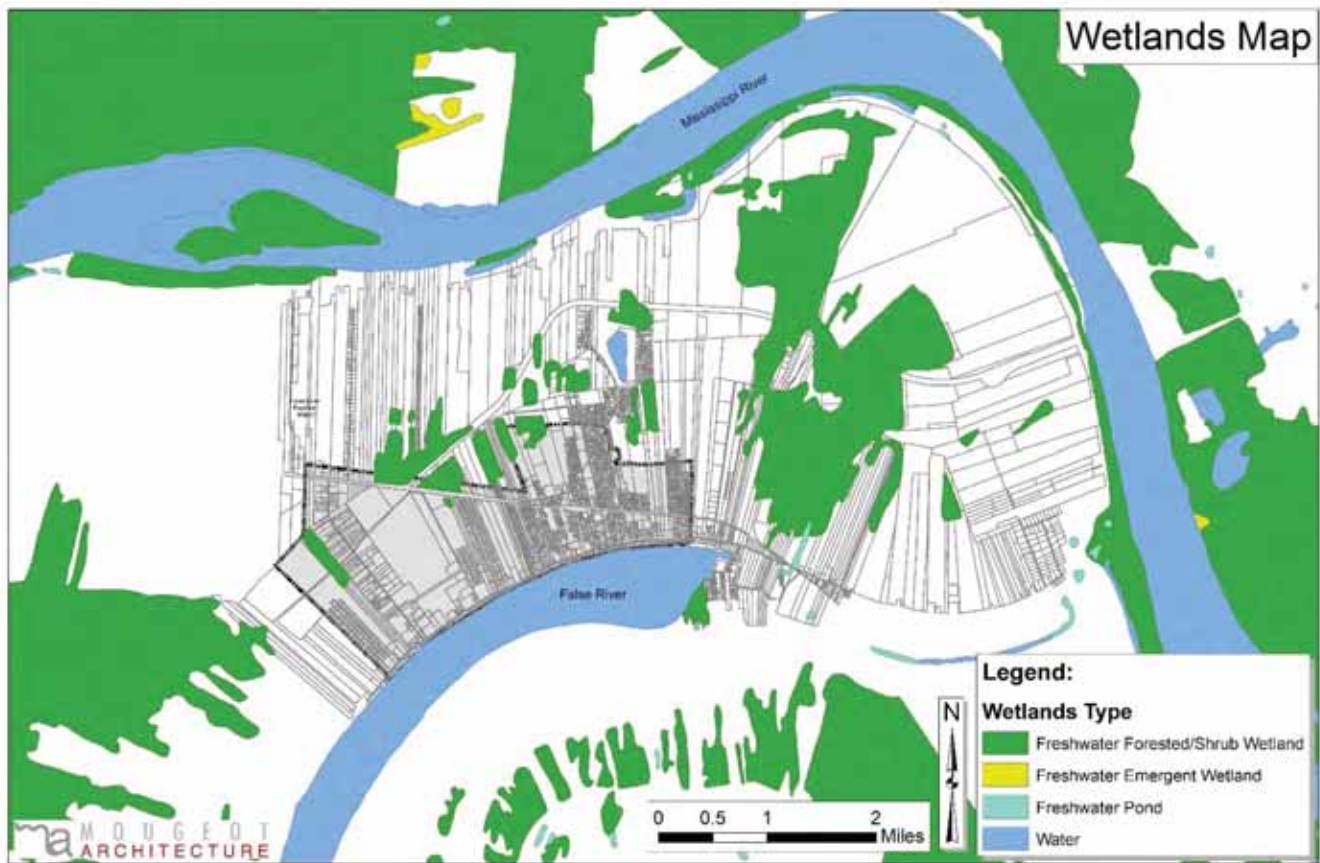 Wetlands Map
Mississippi River
False River
Legend:
Wetlands Type
Freshwater Forested/Shrub Wetland
Freshwater Emergent Wetland
Freshwater Pond
Water
N
0 0.5 1 2
Miles
ma MOUGEOT
ARCHITECTURE